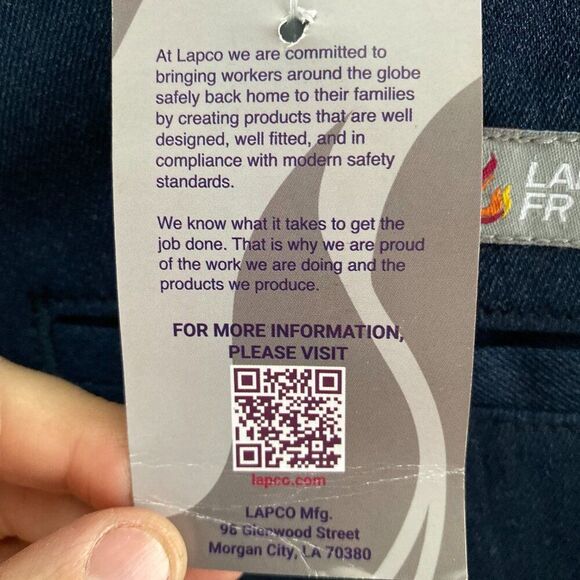 At Lapco we are committed to
bringing workers around the globe
safely back home to their families
by creating products that are well
designed, well fitted, and in
compliance with modern safety
standards.
We know what it takes to get the
job done. That is why we are proud
of the work we are doing and the
products we produce.
FOR MORE INFORMATION,
PLEASE VISIT
lapco.com
LAPCO Mfg.
98 Glenwood Street
Morgan City, LA 70380
FR